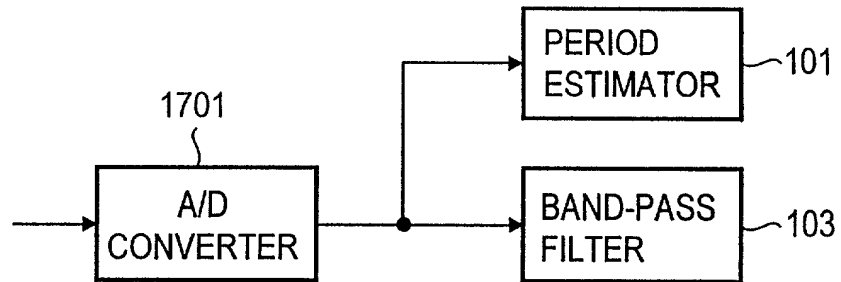 PERIOD
ESTIMATOR
101
1701
A/D
CONVERTER
BAND-PASS
FILTER
103